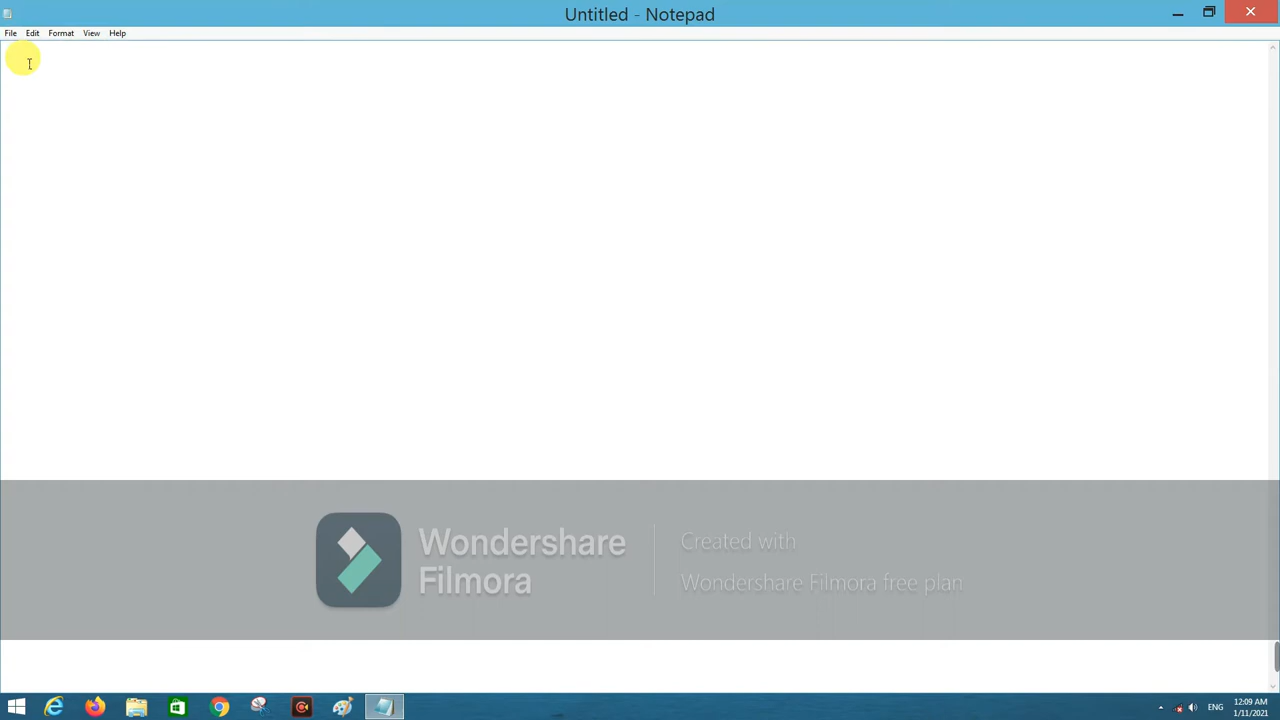 Untitled - Notepad
File Edit Format View Help
Wondershare
Filmora
Created with
Wondershare Filmora free plan
ENG
12:09 AM
1/11/2021